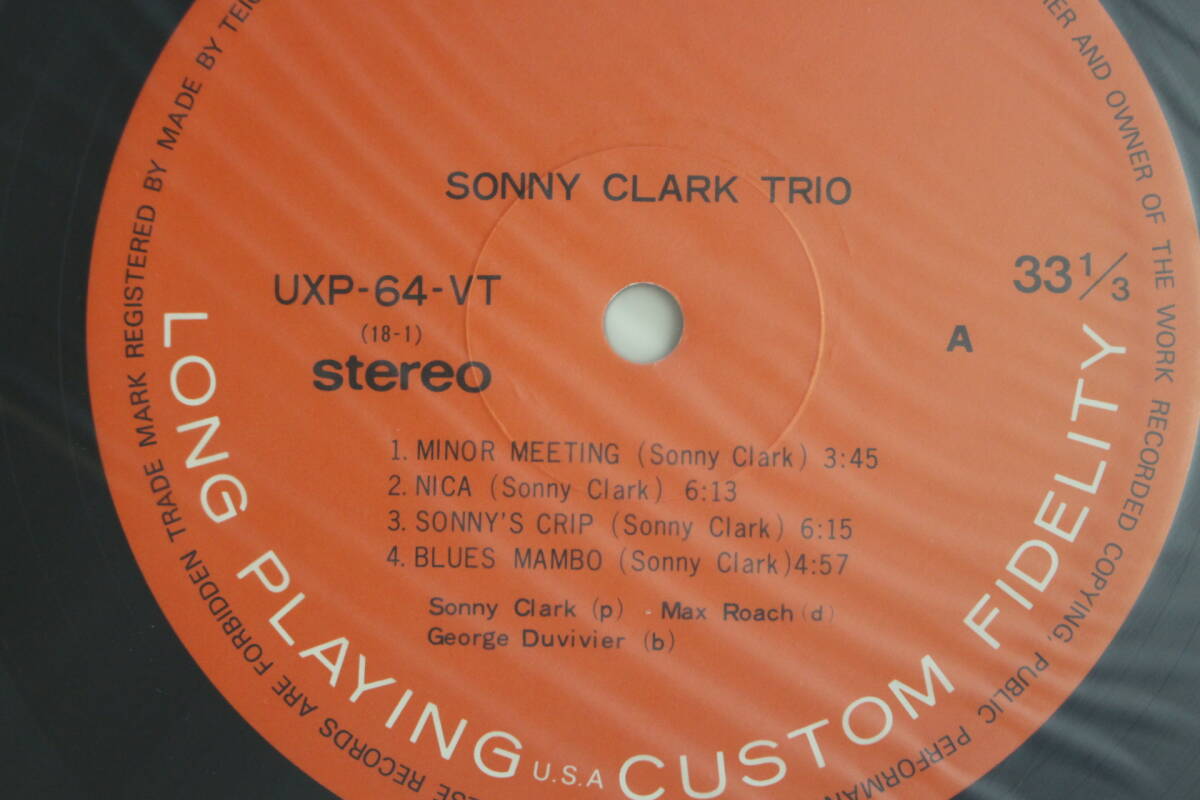 SONNY CLARK TRIO
UXP-64-VT
(18-1)
stereo
33 1/3
A
1. MINOR MEETING (Sonny Clark) 3:45
2. NICA (Sonny Clark) 6:13
3. SONNY'S CRIP (Sonny Clark) 6:15
4. BLUES MAMBO (Sonny Clark) 4:57
Sonny Clark (p) . Max Roach (d)
George Duvivier (b)
LONG PLAYING U.S.A CUSTOM FIDELITY
AND OWNER OF THE WORK RECORDED COPYING, PUBLIC
RECORDS ARE FORBIDDEN TRADE MARK REGISTERED BY MADE BY